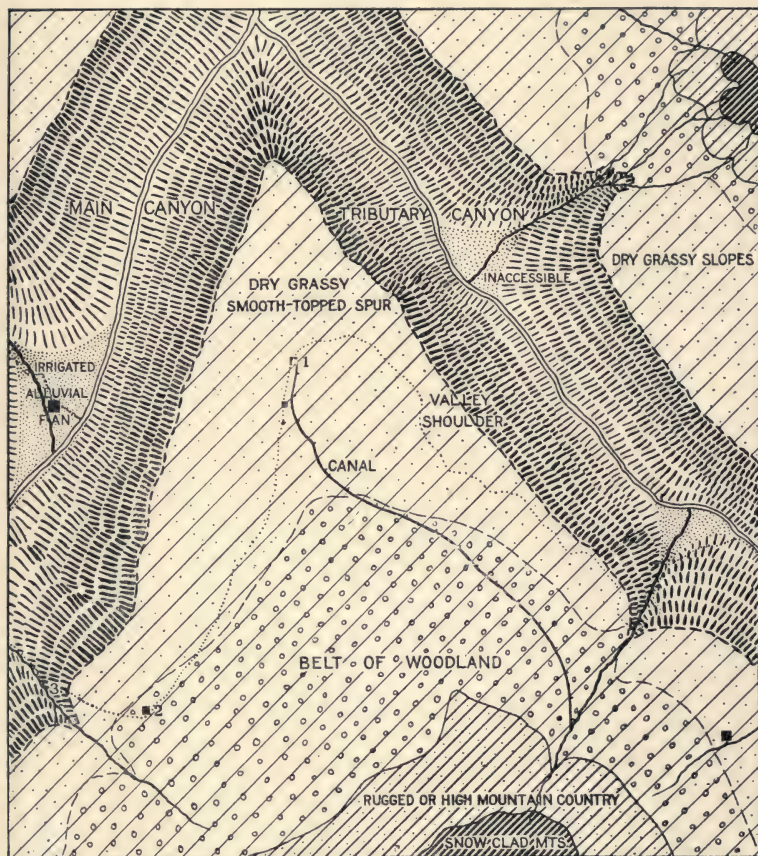 MAIN CANYON
TRIBUTARY CANYON
DRY GRASSY SLOPES
INACCESSIBLE
DRY GRASSY
SMOOTH-TOPPED SPUR
1
IRRIGATED
ALLUVIAL
FAN
VALLEY
SHOULDER
CANAL
BELT OF WOODLAND
3
2
RUGGED OR HIGH MOUNTAIN COUNTRY
SNOW CLAD MTS.